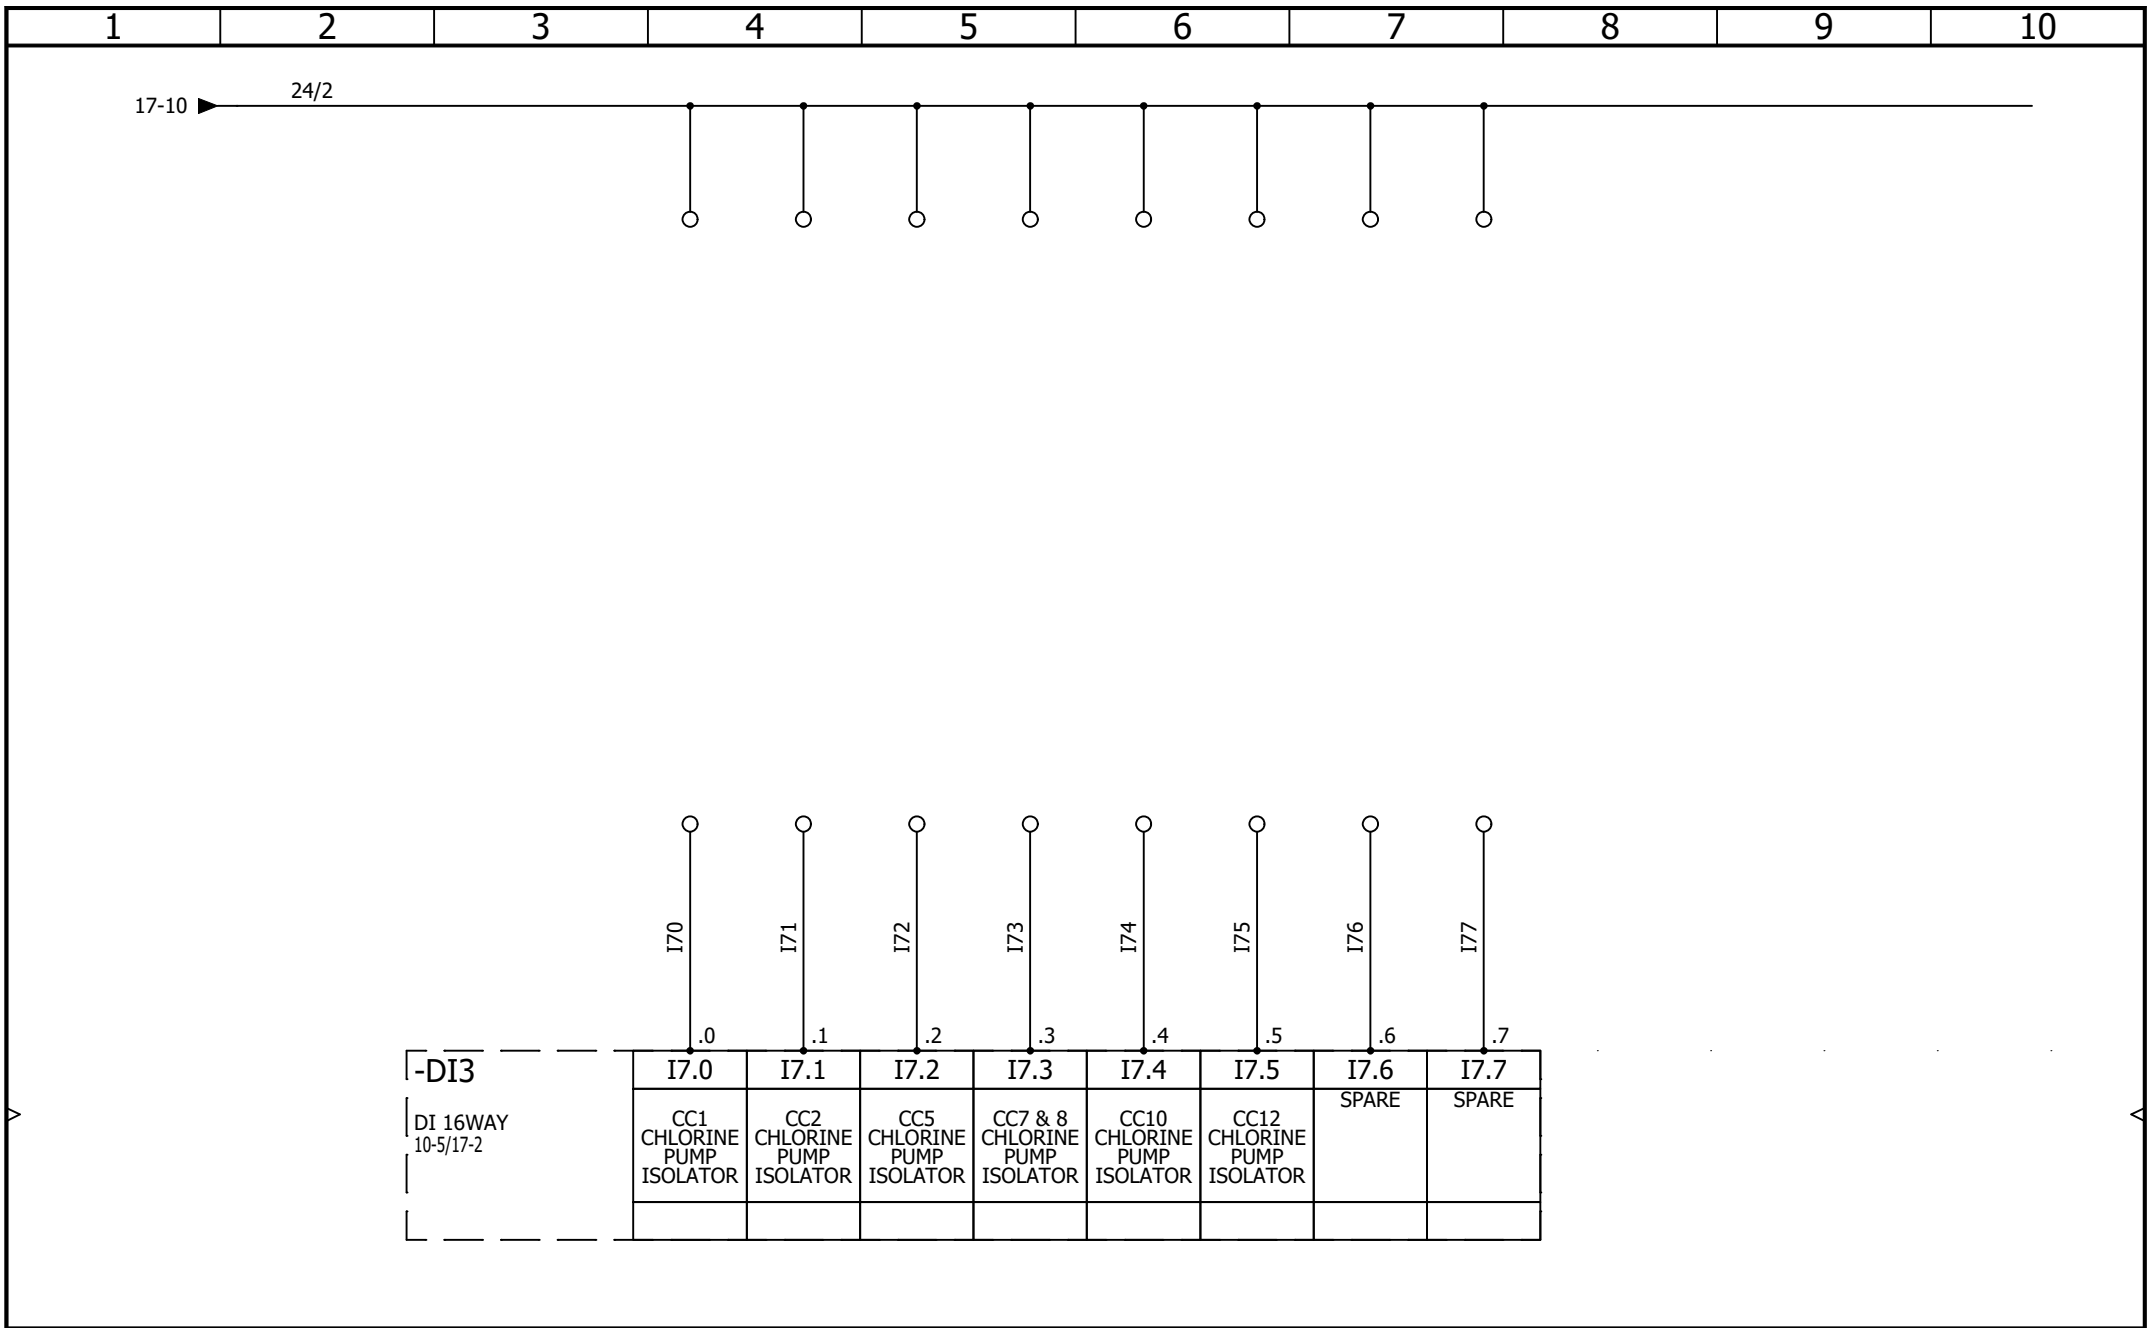 1 2 3 4 5 6 7 8 9 10
24/2
17-10
I70 I71 I72 I73 I74 I75 I76 I77
.0 .1 .2 .3 .4 .5 .6 .7
-DI3
DI 16WAY
10-5/17-2
I7.0
CC1
CHLORINE
PUMP
ISOLATOR
I7.1
CC2
CHLORINE
PUMP
ISOLATOR
I7.2
CC5
CHLORINE
PUMP
ISOLATOR
I7.3
CC7 & 8
CHLORINE
PUMP
ISOLATOR
I7.4
CC10
CHLORINE
PUMP
ISOLATOR
I7.5
CC12
CHLORINE
PUMP
ISOLATOR
I7.6
SPARE
I7.7
SPARE